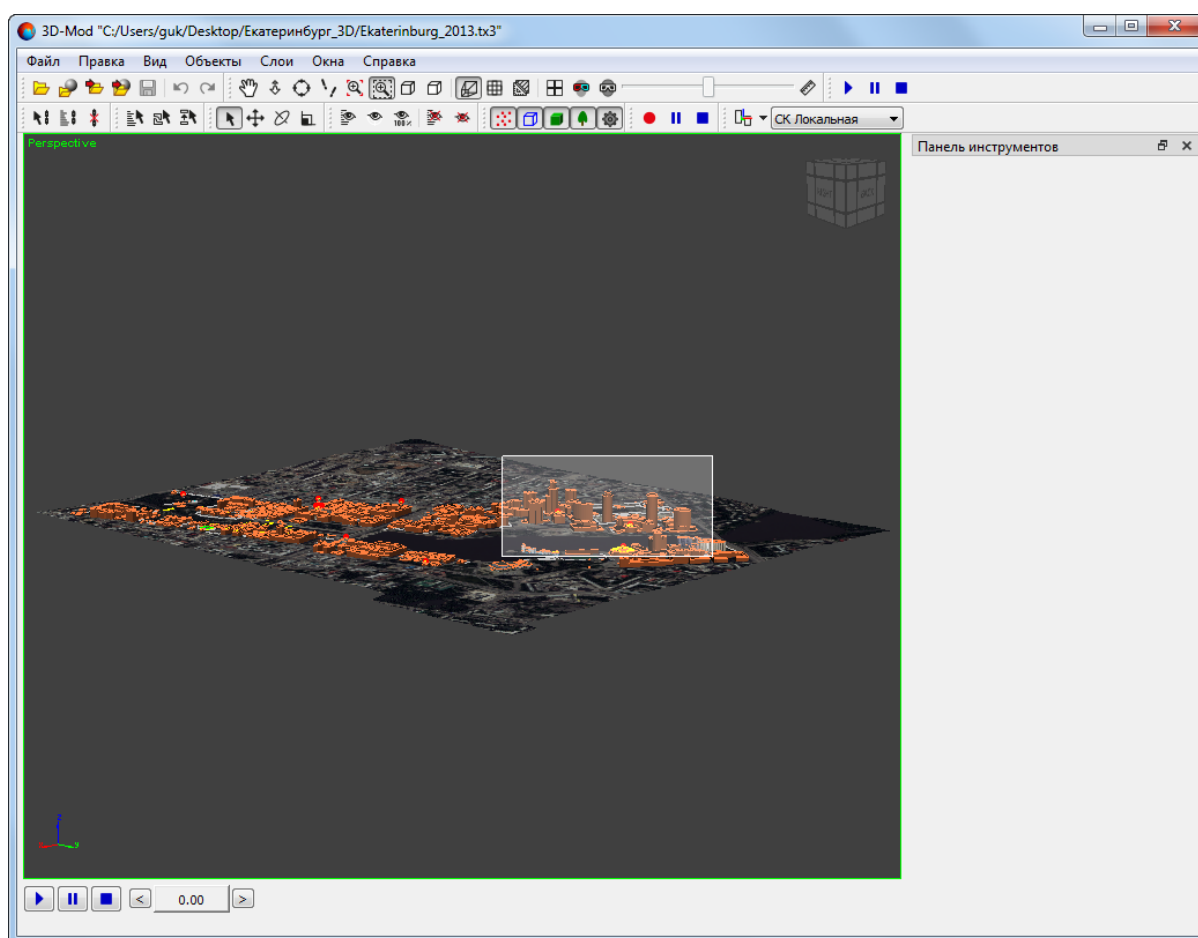 3D-Mod "C:/Users/guk/Desktop/Екатеринбург_3D/Ekaterinburg_2013.tx3"
Файл Правка Вид Объекты Слои Окна Справка
100%
СК Локальная
Perspective
Панель инструментов
z
y
< 0.00 >